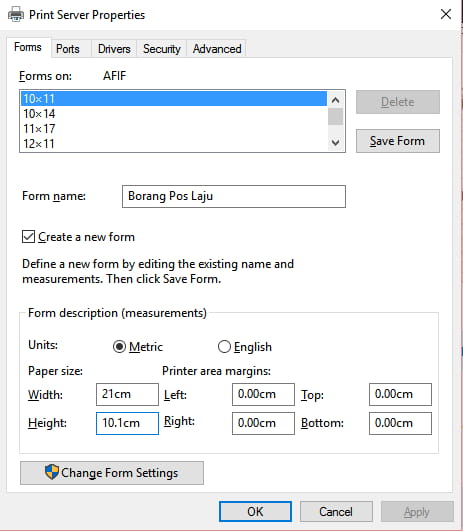 Print Server Properties
Forms Ports Drivers Security Advanced
Forms on: AFIF
10×11
10×14
11×17
12×11
Delete
Save Form
Form name: Borang Pos Laju
Create a new form
Define a new form by editing the existing name and
measurements. Then click Save Form.
Form description (measurements)
Units: Metric English
Paper size: Printer area margins:
Width: 21cm Left: 0.00cm Top: 0.00cm
Height: 10.1cm Right: 0.00cm Bottom: 0.00cm
Change Form Settings
OK Cancel Apply